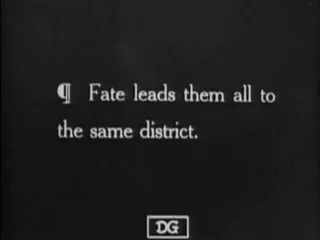 ¶ Fate leads them all to
the same district.
DG